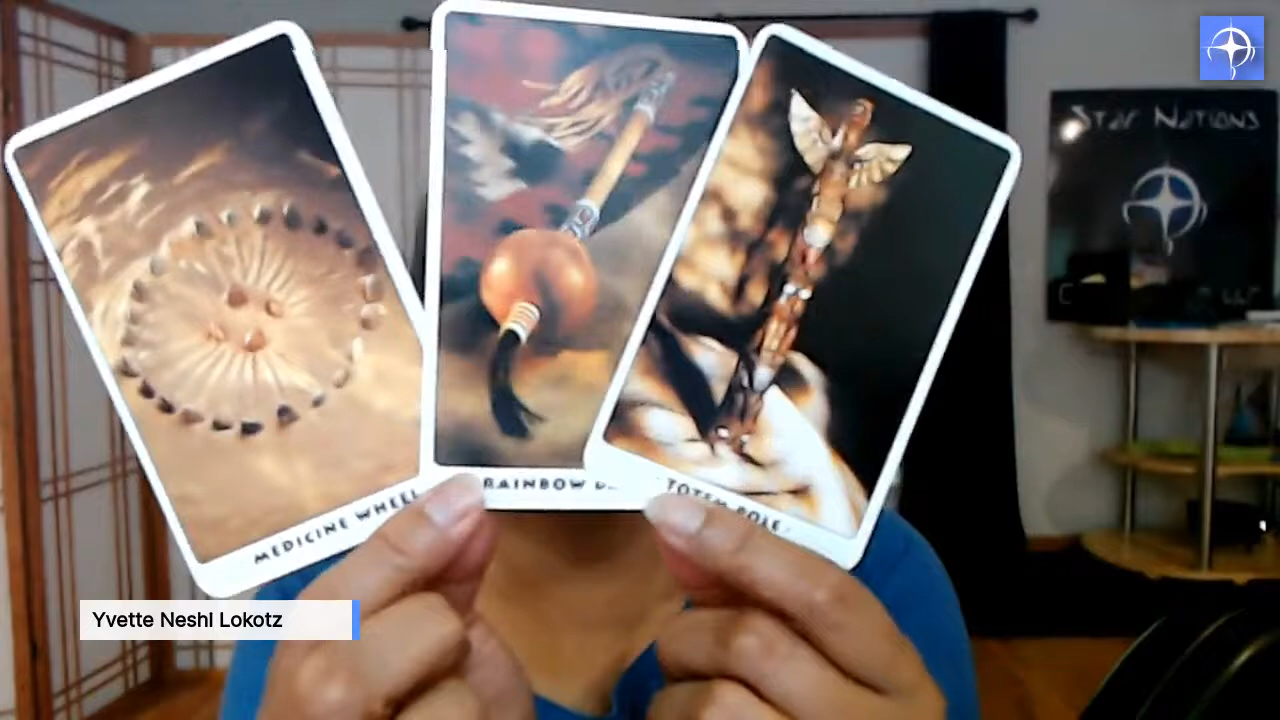 STAR NATIONS
MEDICINE WHEEL
RAINBOW
TOTEM POLE
Yvette Neshi Lokotz